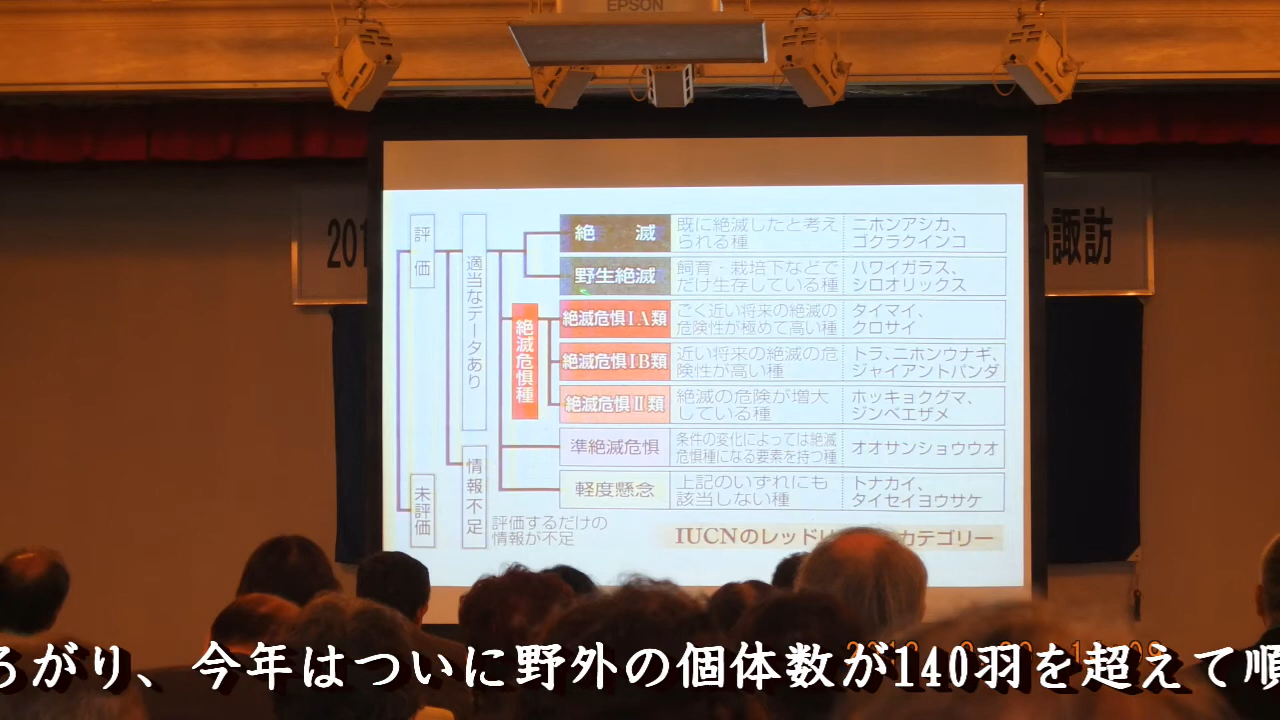 EPSON
201
諏訪
評価
適当なデータあり
絶滅
既に絶滅したと考え
られる種
ニホンアシカ、
ゴクラクインコ
野生絶滅
飼育・栽培下などで
だけ生存している種
ハワイガラス、
シロオリックス
絶滅危惧種
絶滅危惧ⅠA類
ごく近い将来の絶滅の
危険性が極めて高い種
タイマイ、
クロサイ
絶滅危惧ⅠB類
近い将来の絶滅の危
険性が高い種
トラ、ニホンウナギ、
ジャイアントパンダ
絶滅危惧Ⅱ類
絶滅の危険が増大
している種
ホッキョクグマ、
ジンベエザメ
準絶滅危惧
条件の変化によっては絶滅
危惧種になる要素を持つ種
オオサンショウウオ
軽度懸念
上記のいずれにも
該当しない種
トナカイ、
タイセイヨウサケ
未評価
情報不足
評価するだけの
情報が不足
IUCNのレッドリ
カテゴリー
ろがり、今年はついに野外の個体数が140羽を超えて順